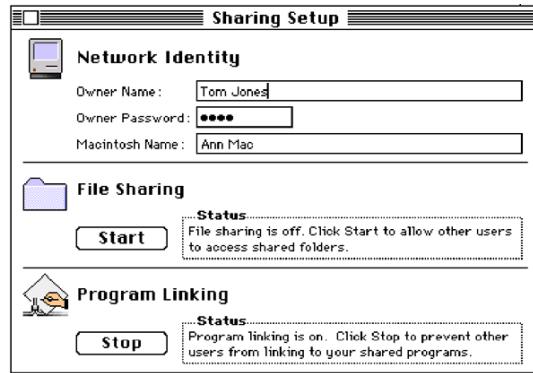 Sharing Setup
Network Identity
Owner Name: Tom Jones
Owner Password: ●●●●
Macintosh Name: Ann Mac
File Sharing
Status
Start
File sharing is off. Click Start to allow other users
to access shared folders.
Program Linking
Status
Stop
Program linking is on. Click Stop to prevent other
users from linking to your shared programs.